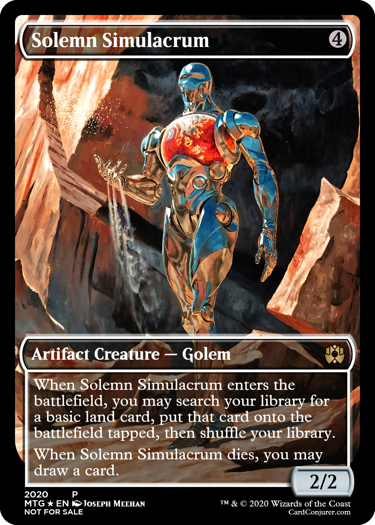 Solemn Simulacrum 4
Artifact Creature — Golem
When Solemn Simulacrum enters the
battlefield, you may search your library for
a basic land card, put that card onto the
battlefield tapped, then shuffle your library.
When Solemn Simulacrum dies, you may
draw a card.
2/2
2020 P
MTG ★ EN Joseph Meehan
NOT FOR SALE
™ & © 2020 Wizards of the Coast
CardConjurer.com